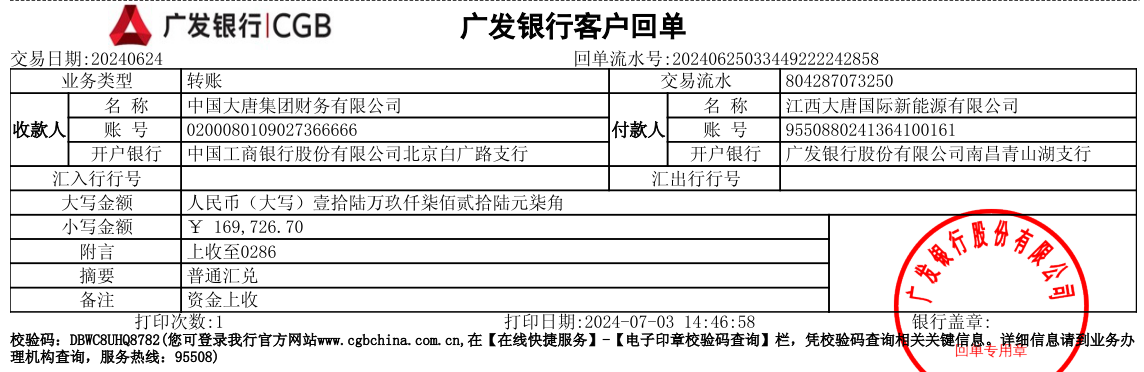 广发银行|CGB
广发银行客户回单
交易日期:20240624 回单流水号:20240625033449222242858
业务类型 转账 交易流水 804287073250
收款人 名 称 中国大唐集团财务有限公司 付款人 名 称 江西大唐国际新能源有限公司
账 号 0200080109027366666 账 号 9550880241364100161
开户银行 中国工商银行股份有限公司北京白广路支行 开户银行 广发银行股份有限公司南昌青山湖支行
汇入行行号 汇出行行号
大写金额 人民币（大写）壹拾陆万玖仟柒佰贰拾陆元柒角
小写金额 ￥ 169,726.70
附言 上收至0286
摘要 普通汇兑
备注 资金上收
广发银行股份有限公司
打印次数:1 打印日期:2024-07-03 14:46:58 银行盖章:
校验码: DBWC8UHQ8782(您可登录我行官方网站www.cgbchina.com.cn,在【在线快捷服务】-【电子印章校验码查询】栏，凭校验码查询相关关键信息。详细信息请到业务办
理机构查询，服务热线: 95508)
回单专用章